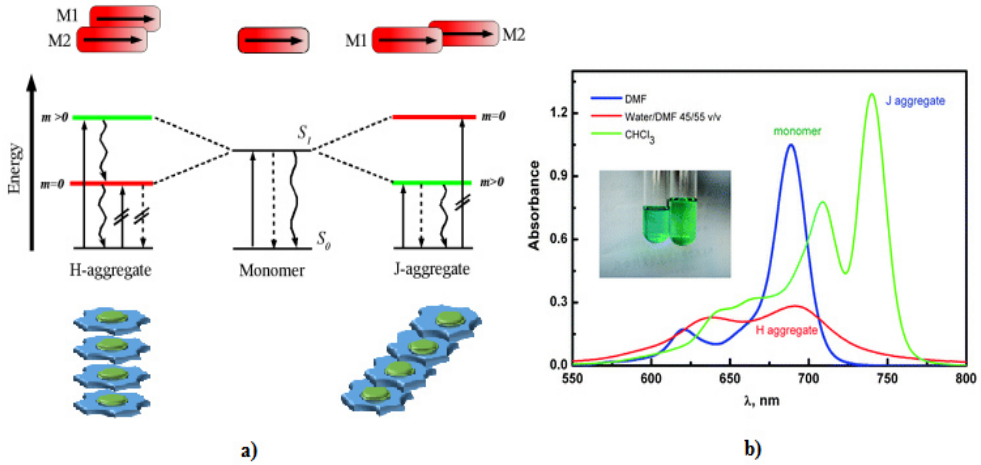 M1
M2
M1
M2
Energy
m >0
m=0
S1
S0
m=0
m>0
H-aggregate
Monomer
J-aggregate
a)
DMF
Water/DMF 45/55 v/v
CHCl3
monomer
J aggregate
H aggregate
Absorbance
1.2
0.9
0.6
0.3
0.0
550
600
650
700
750
800
λ, nm
b)